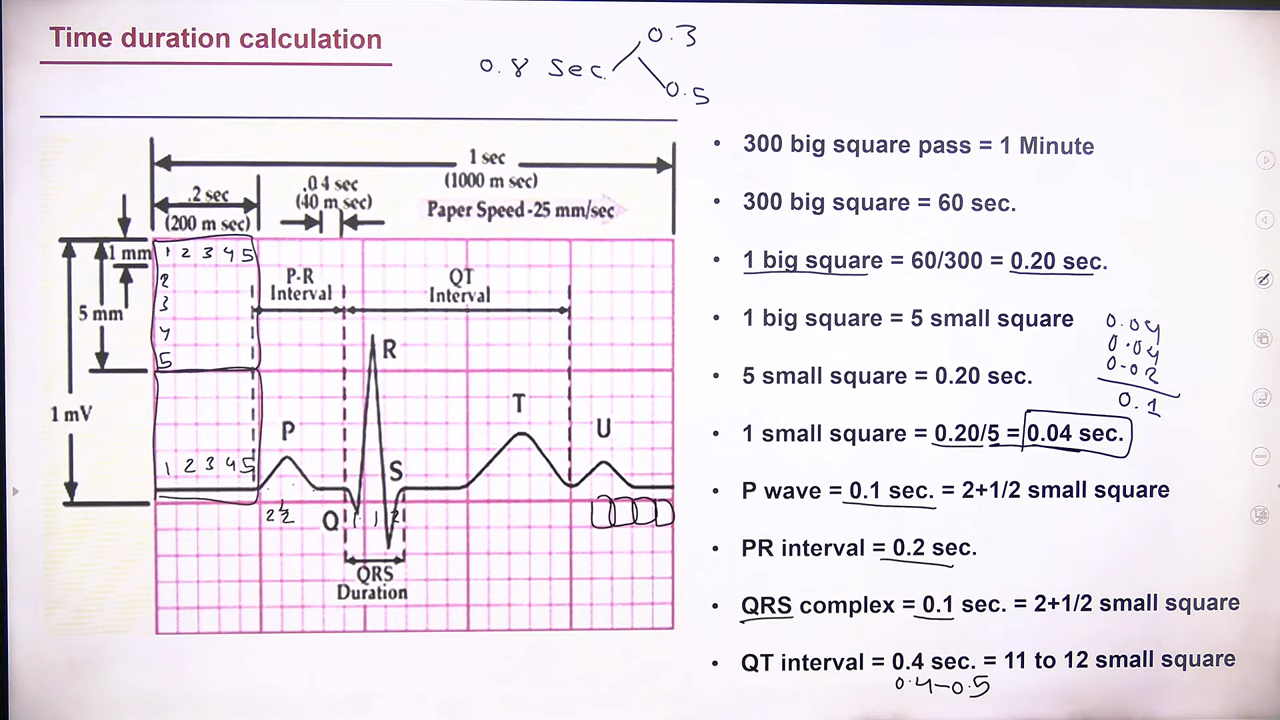 Time duration calculation
0.8 sec.
0.3
0.5
1 sec
(1000 m sec)
.2 sec
(200 m sec)
.04 sec
(40 m sec)
Paper Speed-25 mm/sec
1 mm
5 mm
1 mV
1 2 3 4 5
2
3
4
5
P-R
Interval
QT
Interval
R
P
T
U
S
1 2 3 4 5
2 1/2
Q
1 1 2
QRS
Duration
• 300 big square pass = 1 Minute
• 300 big square = 60 sec.
• 1 big square = 60/300 = 0.20 sec.
• 1 big square = 5 small square
• 5 small square = 0.20 sec.
• 1 small square = 0.20/5 = 0.04 sec.
• P wave = 0.1 sec. = 2+1/2 small square
• PR interval = 0.2 sec.
• QRS complex = 0.1 sec. = 2+1/2 small square
• QT interval = 0.4 sec. = 11 to 12 small square
0.4-0.5
0.04
0.04
0.02
0.1